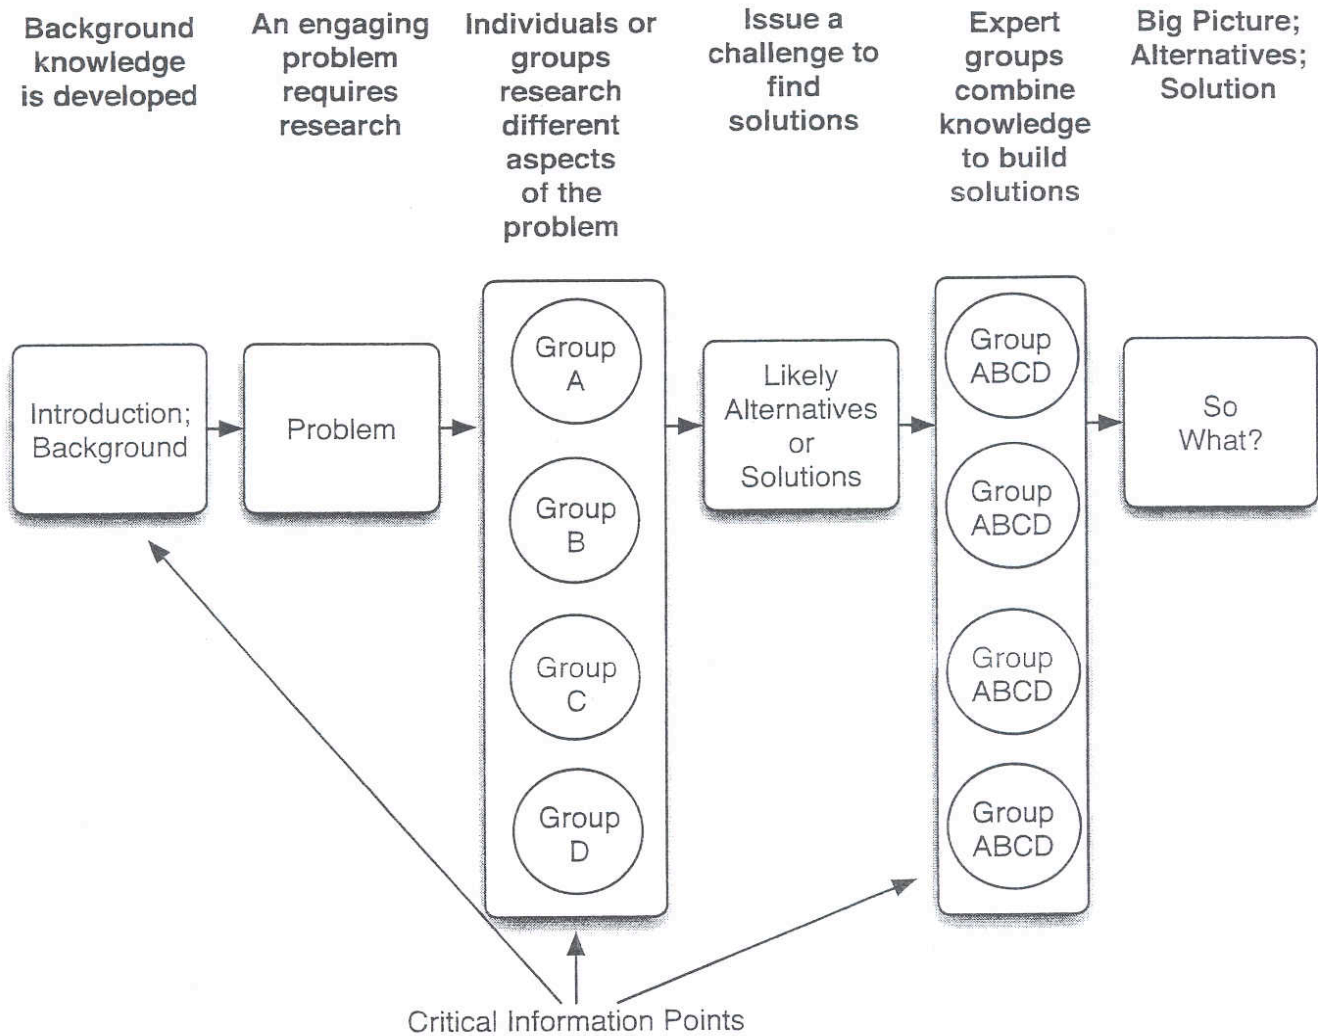 Background
knowledge
is developed
An engaging
problem
requires
research
Individuals or
groups
research
different
aspects
of the
problem
Issue a
challenge to
find
solutions
Expert
groups
combine
knowledge
to build
solutions
Big Picture;
Alternatives;
Solution
Introduction;
Background
Problem
Group
A
Group
B
Group
C
Group
D
Likely
Alternatives
or
Solutions
Group
ABCD
Group
ABCD
Group
ABCD
Group
ABCD
So
What?
Critical Information Points